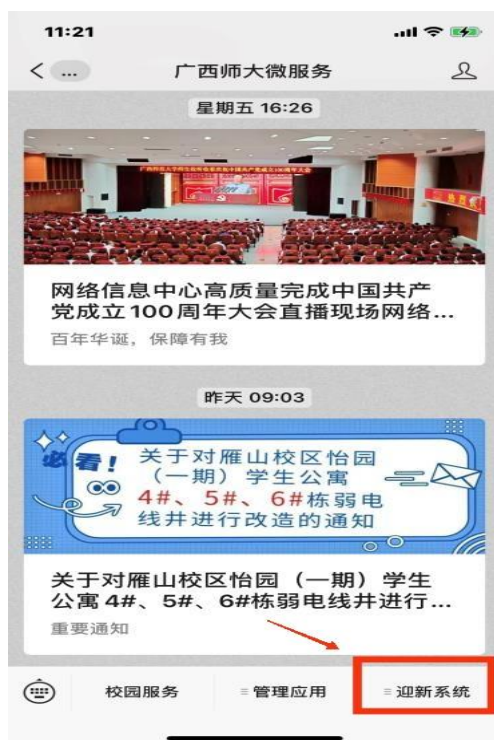 11:21
广西师大微服务
星期五 16:26
网络信息中心高质量完成中国共产
党成立100周年大会直播现场网络...
百年华诞，保障有我
昨天 09:03
必看！
关于对雁山校区怡园
（一期）学生公寓
4#、5#、6#栋弱电
线井进行改造的通知
关于对雁山校区怡园（一期）学生
公寓4#、5#、6#栋弱电线井进行...
重要通知
校园服务
管理应用
迎新系统